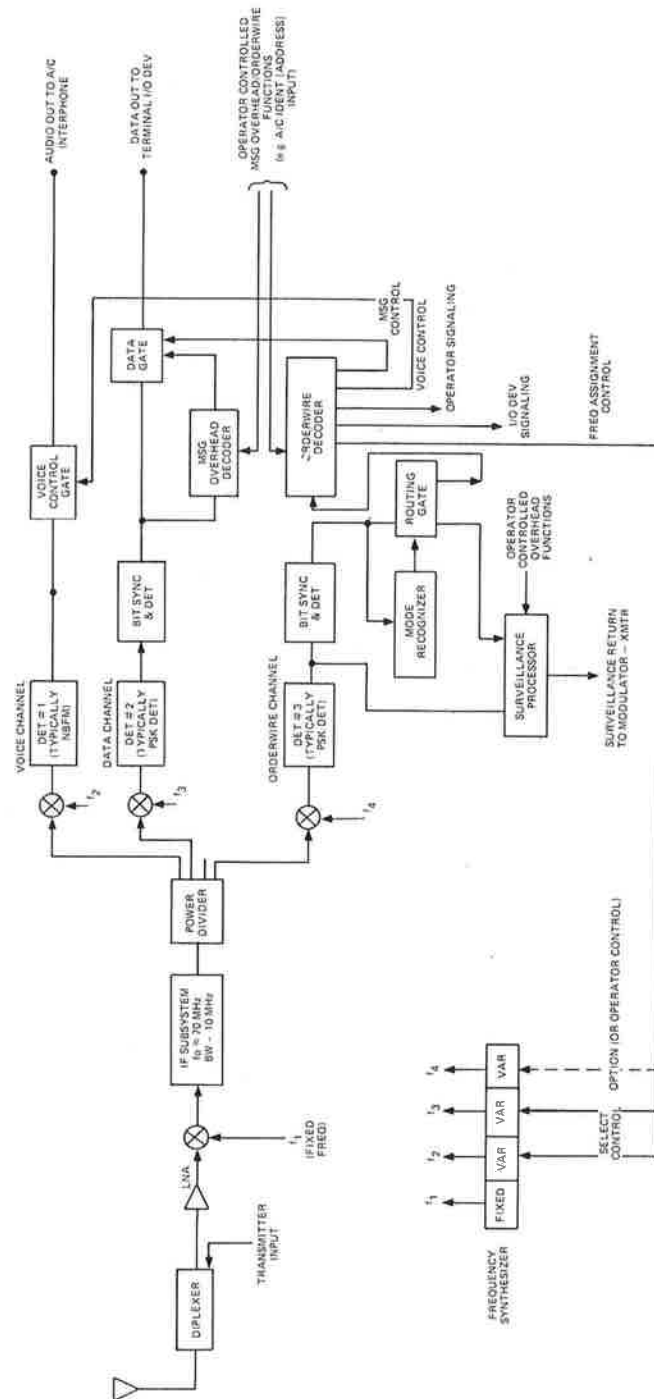 DIPLEXER
TRANSMITTER
INPUT
LNA
f1
(FIXED
FREQ)
IF SUBSYSTEM
fO = 70 MHz
BW – 10 MHz
POWER
DIVIDER
VOICE CHANNEL
f2
DET #1
(TYPICALLY
NBFM)
VOICE
CONTROL
GATE
AUDIO OUT TO A/C
INTERPHONE
DATA CHANNEL
f3
DET #2
(TYPICALLY
PSK DET)
BIT SYNC
& DET
MSG
OVERHEAD
DECODER
DATA
GATE
DATA OUT TO
TERMINAL I/O DEV
ORDERWIRE CHANNEL
f4
DET #3
(TYPICALLY
PSK DET)
BIT SYNC
& DET
MODE
RECOGNIZER
ROUTING
GATE
ORDERWIRE
DECODER
OPERATOR CONTROLLED
MSG OVERHEAD/ORDERWIRE
FUNCTIONS
(e.g. A/C IDENT (ADDRESS)
INPUT)
MSG
CONTROL
VOICE CONTROL
OPERATOR SIGNALING
I/O DEV
SIGNALING
FREQ ASSIGNMENT
CONTROL
OPERATOR
CONTROLLED
OVERHEAD
FUNCTIONS
SURVEILLANCE
PROCESSOR
SURVEILLANCE RETURN
TO MODULATOR – XMTR
FREQUENCY
SYNTHESIZER
f1
f2
f3
f4
FIXED
VAR
VAR
VAR
SELECT
CONTROL
OPTION (OR OPERATOR CONTROL)